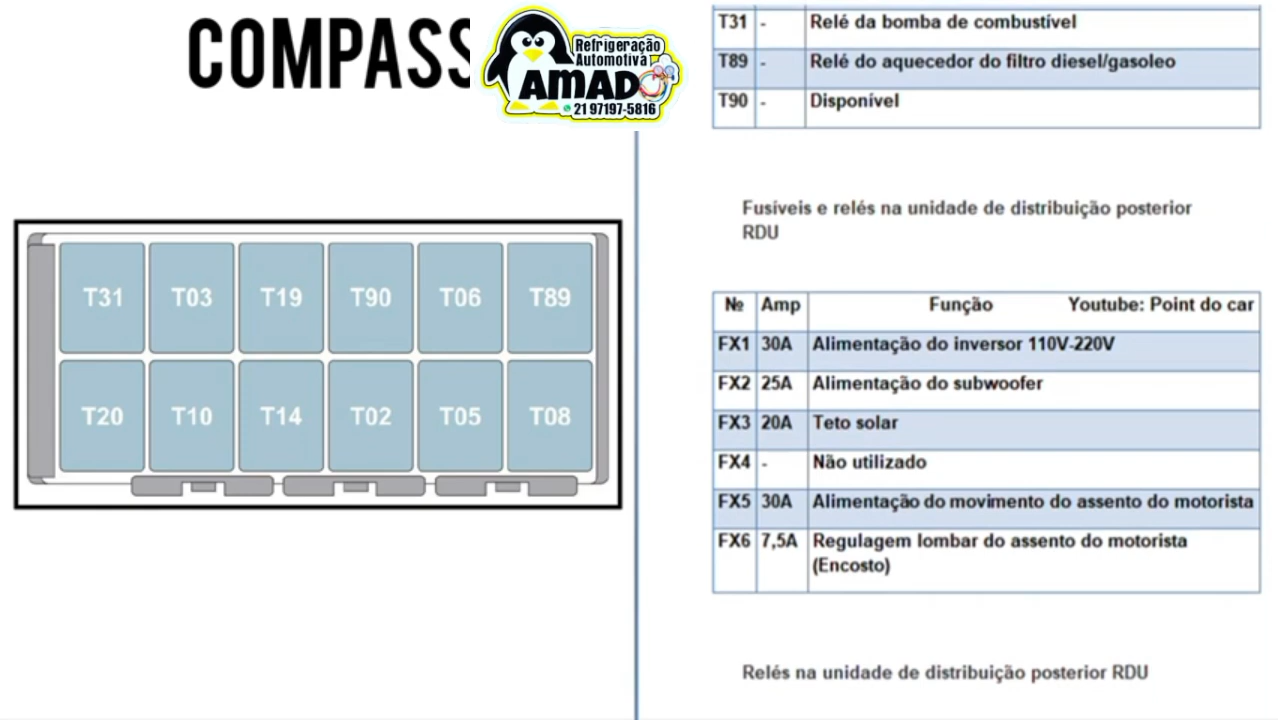 COMPASS
Refrigeração
Automotiva
AMADO
21 97197-5816
T31 T03 T19 T90 T06 T89
T20 T10 T14 T02 T05 T08
T31 - Relé da bomba de combustível
T89 - Relé do aquecedor do filtro diesel/gasoleo
T90 - Disponível
Fusíveis e relés na unidade de distribuição posterior
RDU
№ Amp Função Youtube: Point do car
FX1 30A Alimentação do inversor 110V-220V
FX2 25A Alimentação do subwoofer
FX3 20A Teto solar
FX4 - Não utilizado
FX5 30A Alimentação do movimento do assento do motorista
FX6 7,5A Regulagem lombar do assento do motorista
(Encosto)
Relés na unidade de distribuição posterior RDU